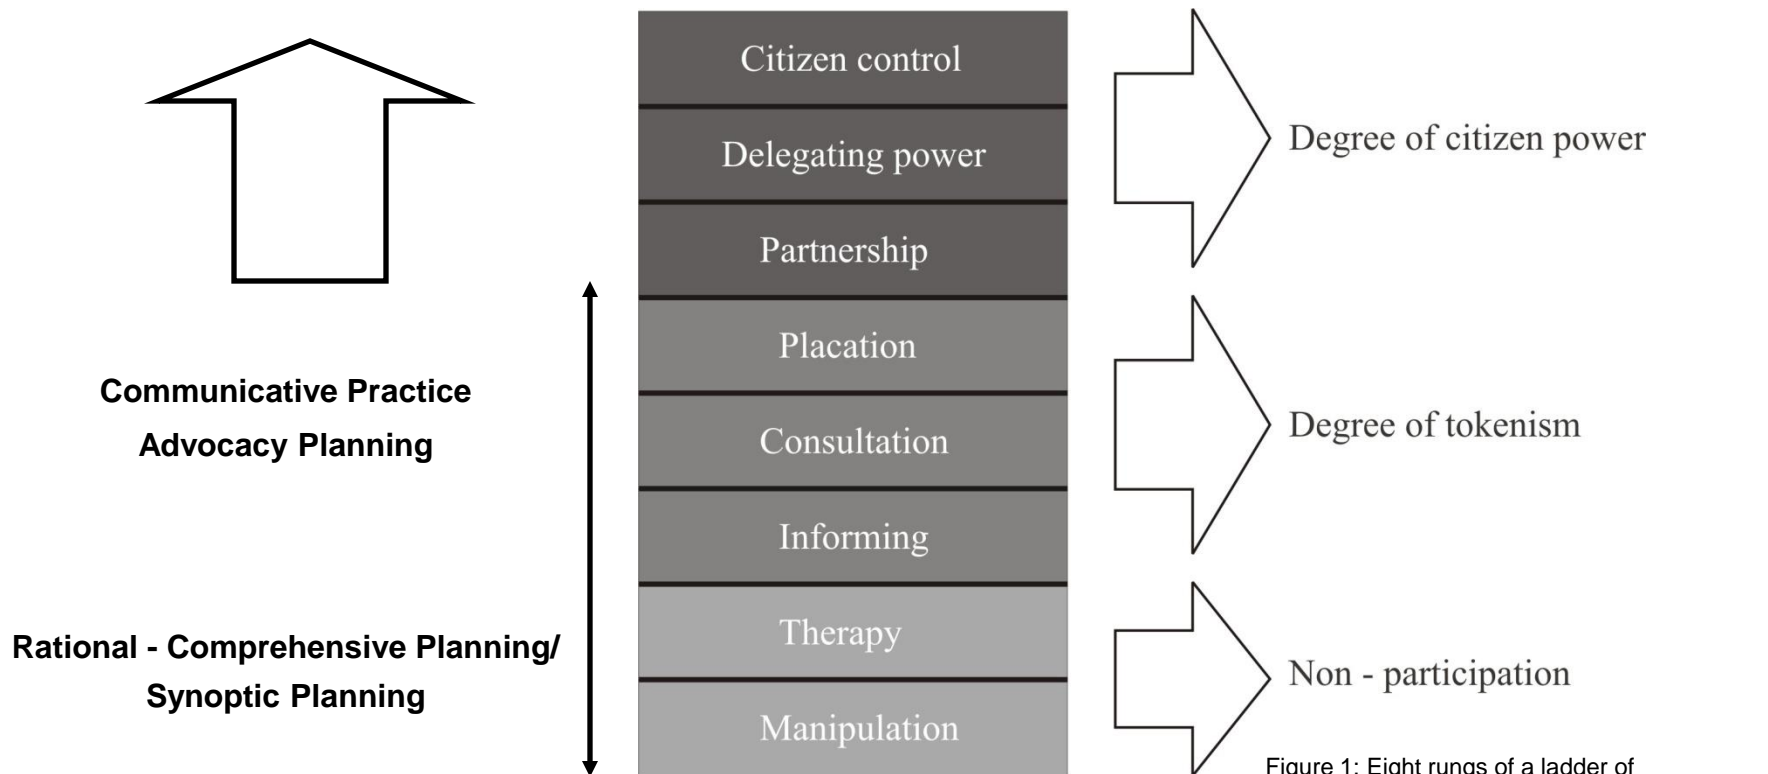 Citizen control
Delegating power
Partnership
Placation
Consultation
Informing
Therapy
Manipulation
Degree of citizen power
Degree of tokenism
Non - participation
Communicative Practice
Advocacy Planning
Rational - Comprehensive Planning/
Synoptic Planning
Figure 1: Eight rungs of a ladder of